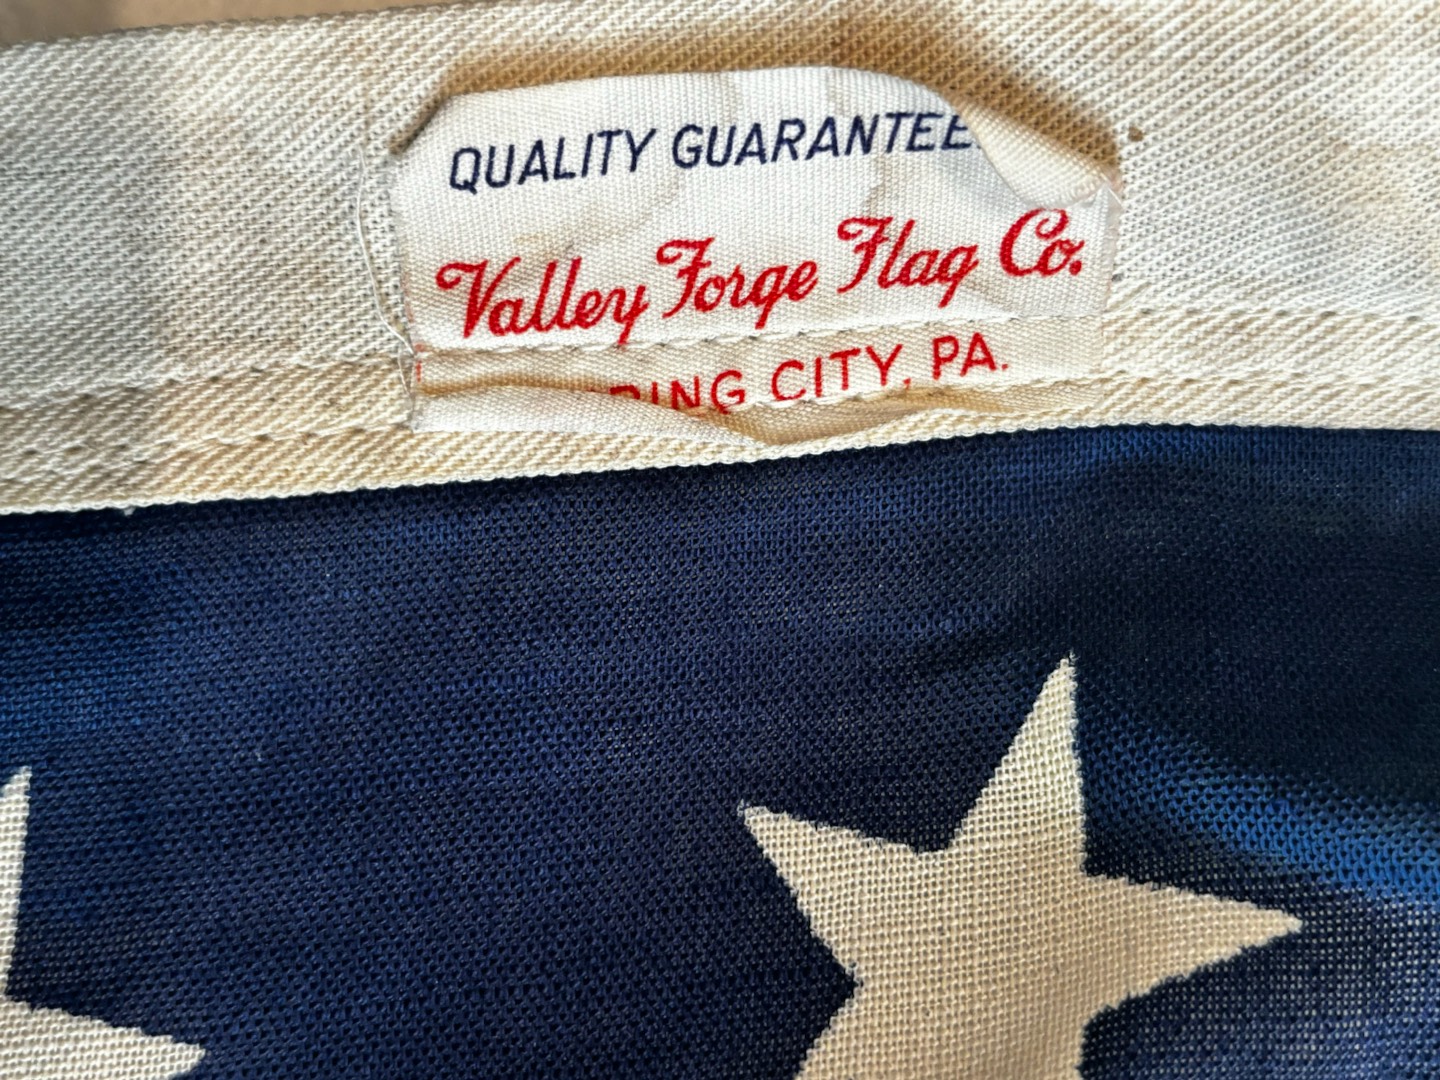 QUALITY GUARANTEE
Valley Forge Flag Co.
CITY, PA.